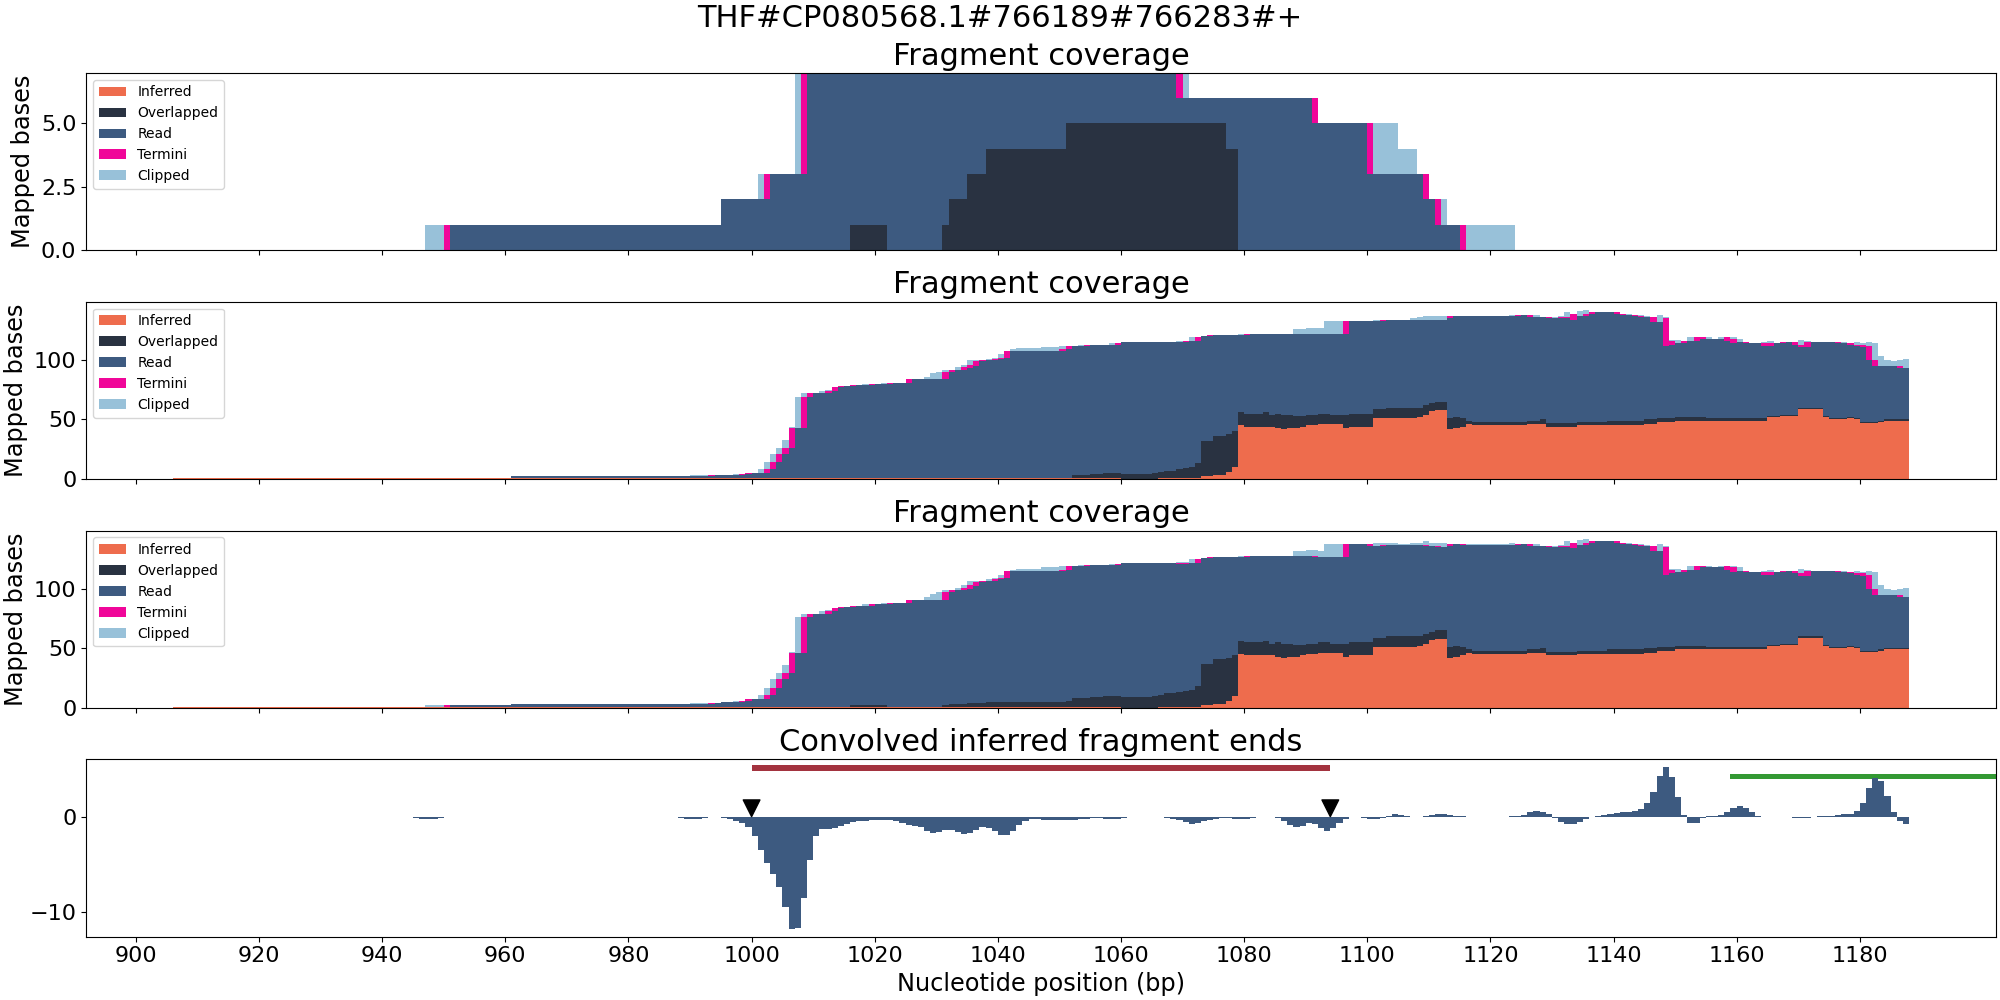 THF#CP080568.1#766189#766283#+
Fragment coverage
Mapped bases
5.0
2.5
0.0
Inferred
Overlapped
Read
Termini
Clipped
Fragment coverage
Mapped bases
100
50
0
Inferred
Overlapped
Read
Termini
Clipped
Fragment coverage
Mapped bases
100
50
0
Inferred
Overlapped
Read
Termini
Clipped
Convolved inferred fragment ends
0
−10
900 920 940 960 980 1000 1020 1040 1060 1080 1100 1120 1140 1160 1180
Nucleotide position (bp)